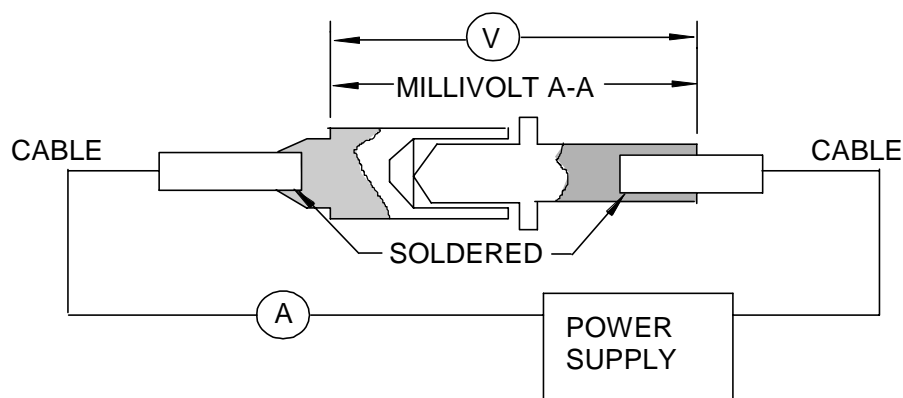 V
MILLIVOLT A-A
CABLE
CABLE
SOLDERED
A
POWER
SUPPLY